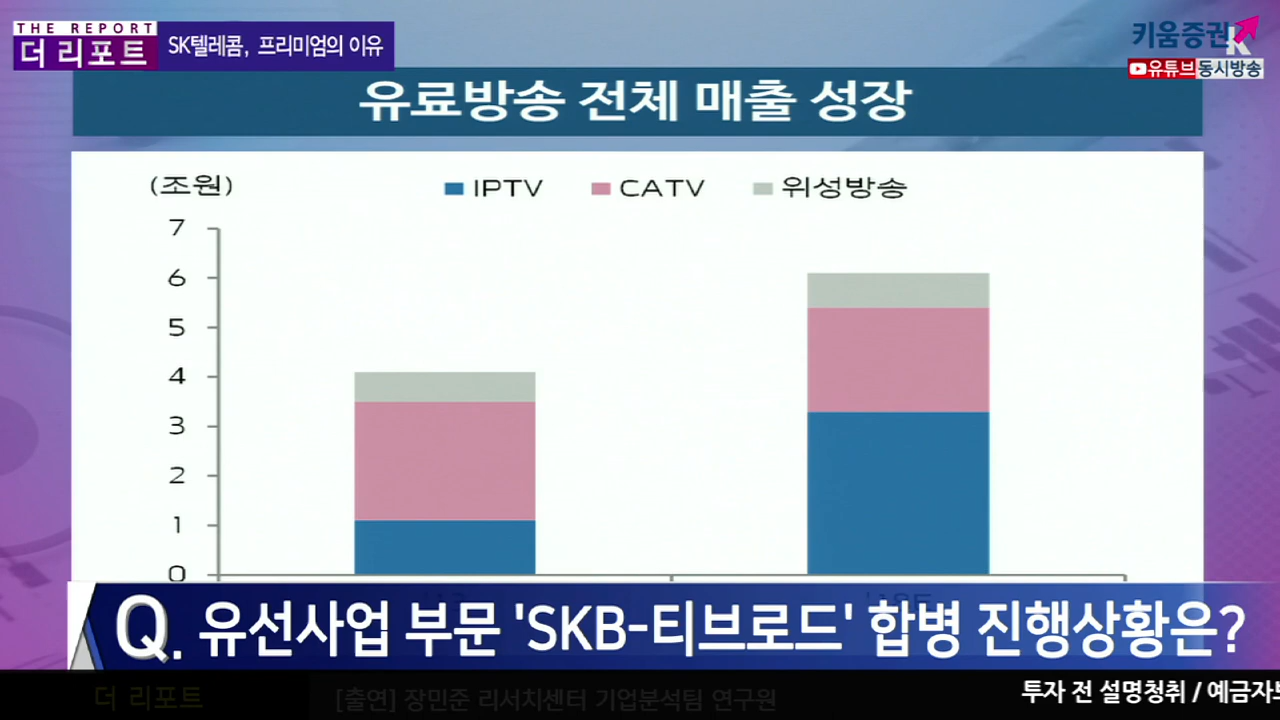 THE REPORT
더 리포트
SK텔레콤, 프리미엄의 이유
키움증권
유튜브 동시방송
유료방송 전체 매출 성장
(조원)
IPTV CATV 위성방송
7
6
5
4
3
2
1
0
Q. 유선사업 부문 'SKB-티브로드' 합병 진행상황은?
더 리포트
[출연] 장민준 리서치센터 기업분석팀 연구원
투자 전 설명청취 / 예금자보